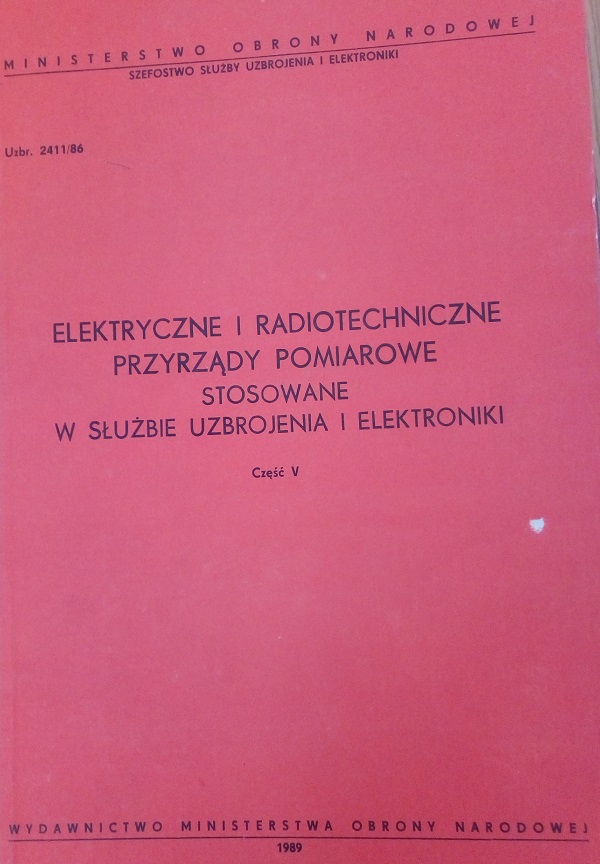 MINISTERSTWO OBRONY NARODOWEJ
SZEFOSTWO SŁUŻBY UZBROJENIA I ELEKTRONIKI
Uzbr. 2411/86
ELEKTRYCZNE I RADIOTECHNICZNE
PRZYRZĄDY POMIAROWE
STOSOWANE
W SŁUŻBIE UZBROJENIA I ELEKTRONIKI
Część V
WYDAWNICTWO MINISTERSTWA OBRONY NARODOWEJ
1989